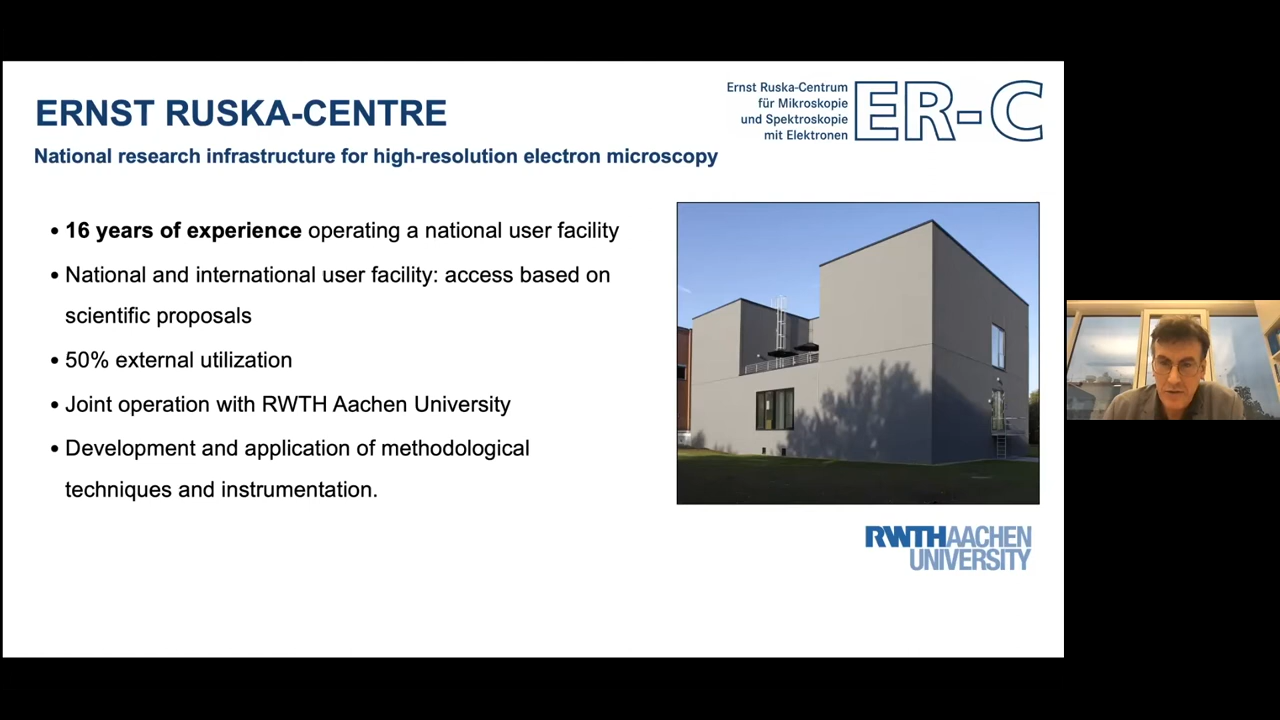 ERNST RUSKA-CENTRE
National research infrastructure for high-resolution electron microscopy
Ernst Ruska-Centrum
für Mikroskopie
und Spektroskopie
mit Elektronen
ER-C
• 16 years of experience operating a national user facility
• National and international user facility: access based on
scientific proposals
• 50% external utilization
• Joint operation with RWTH Aachen University
• Development and application of methodological
techniques and instrumentation.
RWTHAACHEN
UNIVERSITY